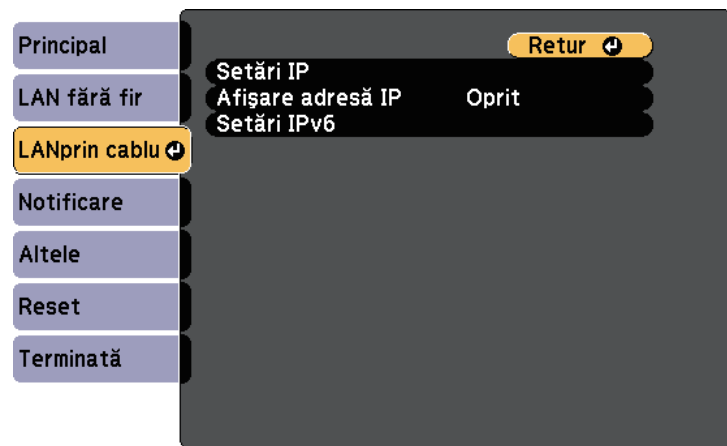 Principal
LAN fără fir
LANprin cablu
Notificare
Altele
Reset
Terminată
Retur
Setări IP
Afişare adresă IP Oprit
Setări IPv6